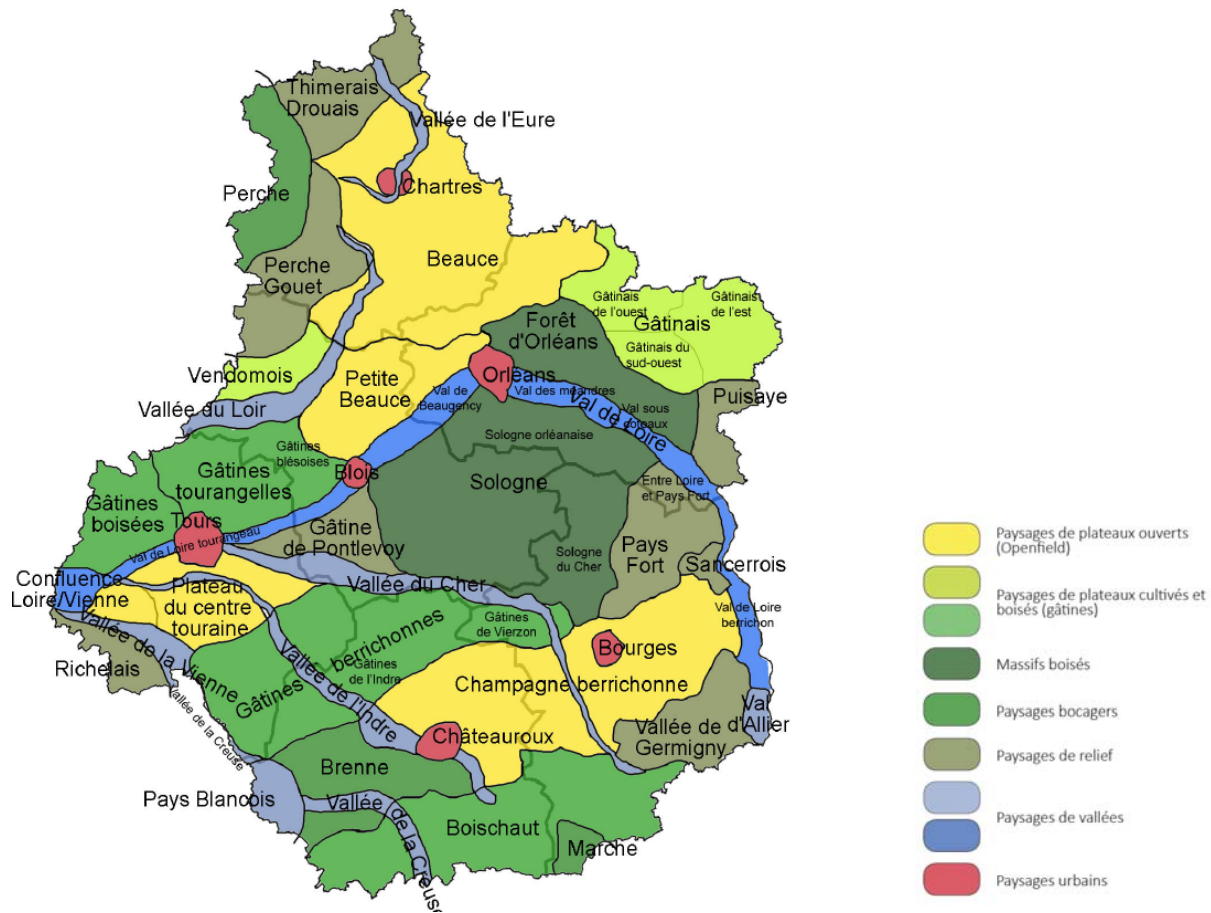 Thimerais
Drouais
Vallée de l'Eure
Perche
Chartres
Perche
Gouet
Beauce
Gâtinais
de l'ouest
Gâtinais
de l'est
Gâtinais
Gâtinais du
sud-ouest
Forêt
d'Orléans
Vendomois
Petite
Beauce
Orléans
Val de
Beaugency
Val des méandres
Val sous
coteaux
Val de Loire
Puisaye
Vallée du Loir
Gâtines
blésoises
Sologne orléanaise
Gâtines
tourangelles
Blois
Sologne
Entre Loire
et Pays Fort
Gâtines
boisées
Tours
Val de Loire tourangeau
Gâtine
de Pontlevoy
Sologne
du Cher
Pays
Fort
Sancerrois
Confluence
Loire/Vienne
Plateau
du centre
touraine
Vallée du Cher
Val de Loire
berrichon
Gâtines
de Vierzon
Bourges
Richelais
Vallée de la Vienne
Gâtines berrichonnes
Gâtines
de l'Indre
Vallée de l'Indre
Champagne berrichonne
Vallée de la Creuse
Châteauroux
Vallée de
Germigny
Val
d'Allier
Brenne
Pays Blancois
Vallée
de la Creuse
Boischaut
Marche
Paysages de plateaux ouverts
(Openfield)
Paysages de plateaux cultivés et
boisés (gâtines)
Massifs boisés
Paysages bocagers
Paysages de relief
Paysages de vallées
Paysages urbains